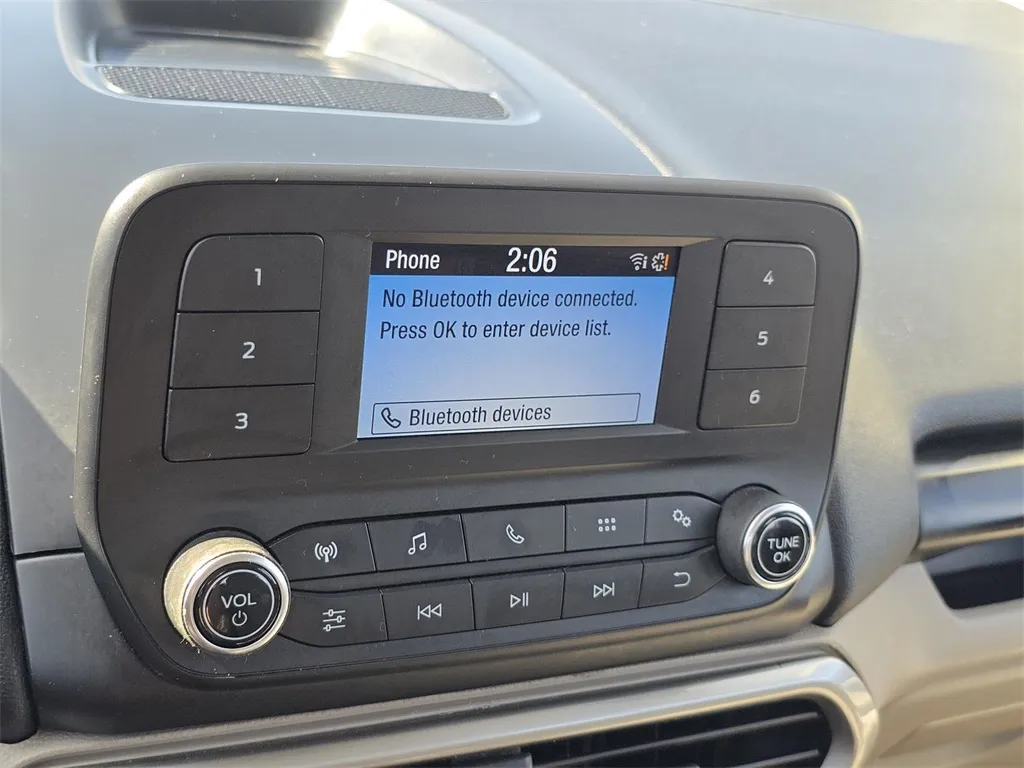 Phone 2:06
No Bluetooth device connected.
Press OK to enter device list.
Bluetooth devices
1
2
3
4
5
6
VOL
TUNE
OK